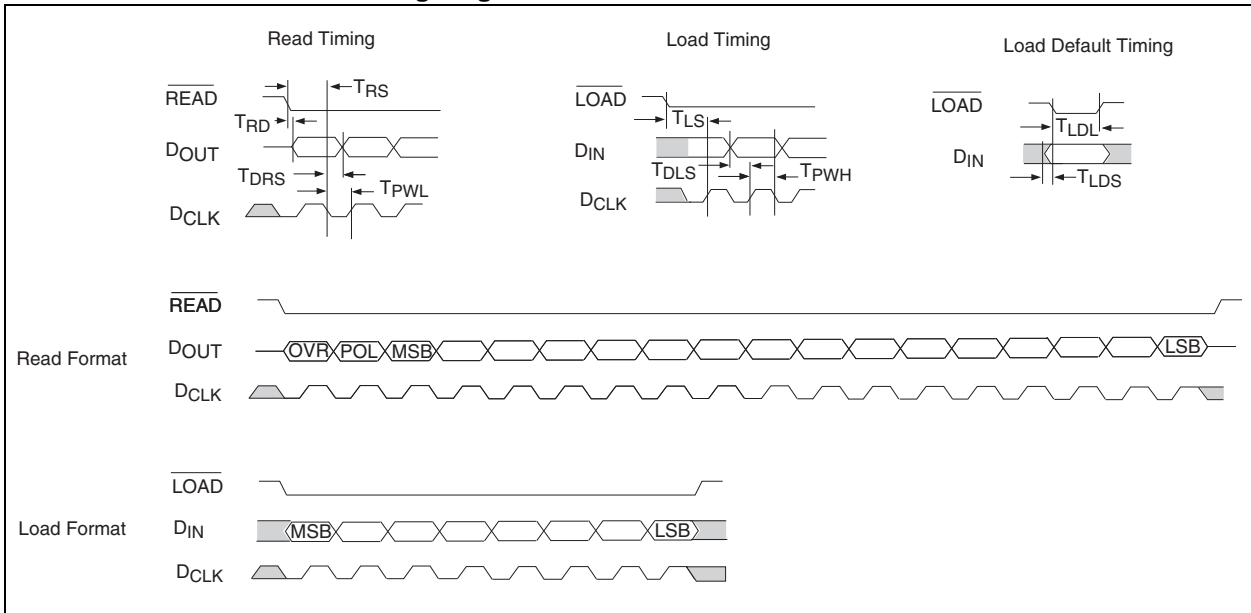 Read Timing
READ
TRS
TRD
DOUT
TDRS
TPWL
DCLK
Load Timing
LOAD
TLS
DIN
TDLS
TPWH
DCLK
Load Default Timing
LOAD
TLDL
DIN
TLDS
Read Format
READ
DOUT
OVR POL MSB LSB
DCLK
Load Format
LOAD
DIN
MSB LSB
DCLK